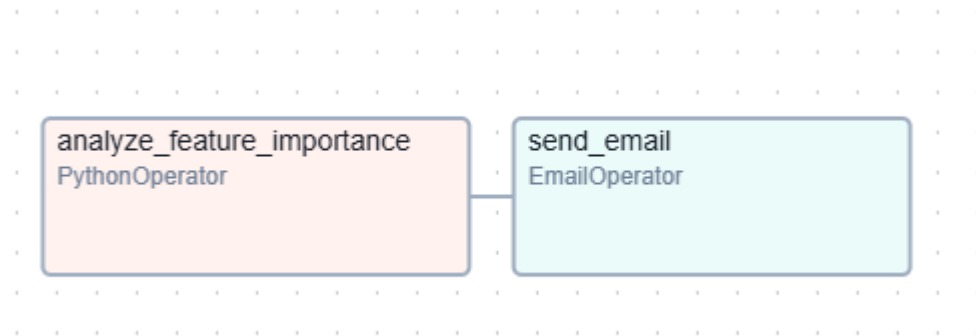 analyze_feature_importance
PythonOperator
send_email
EmailOperator